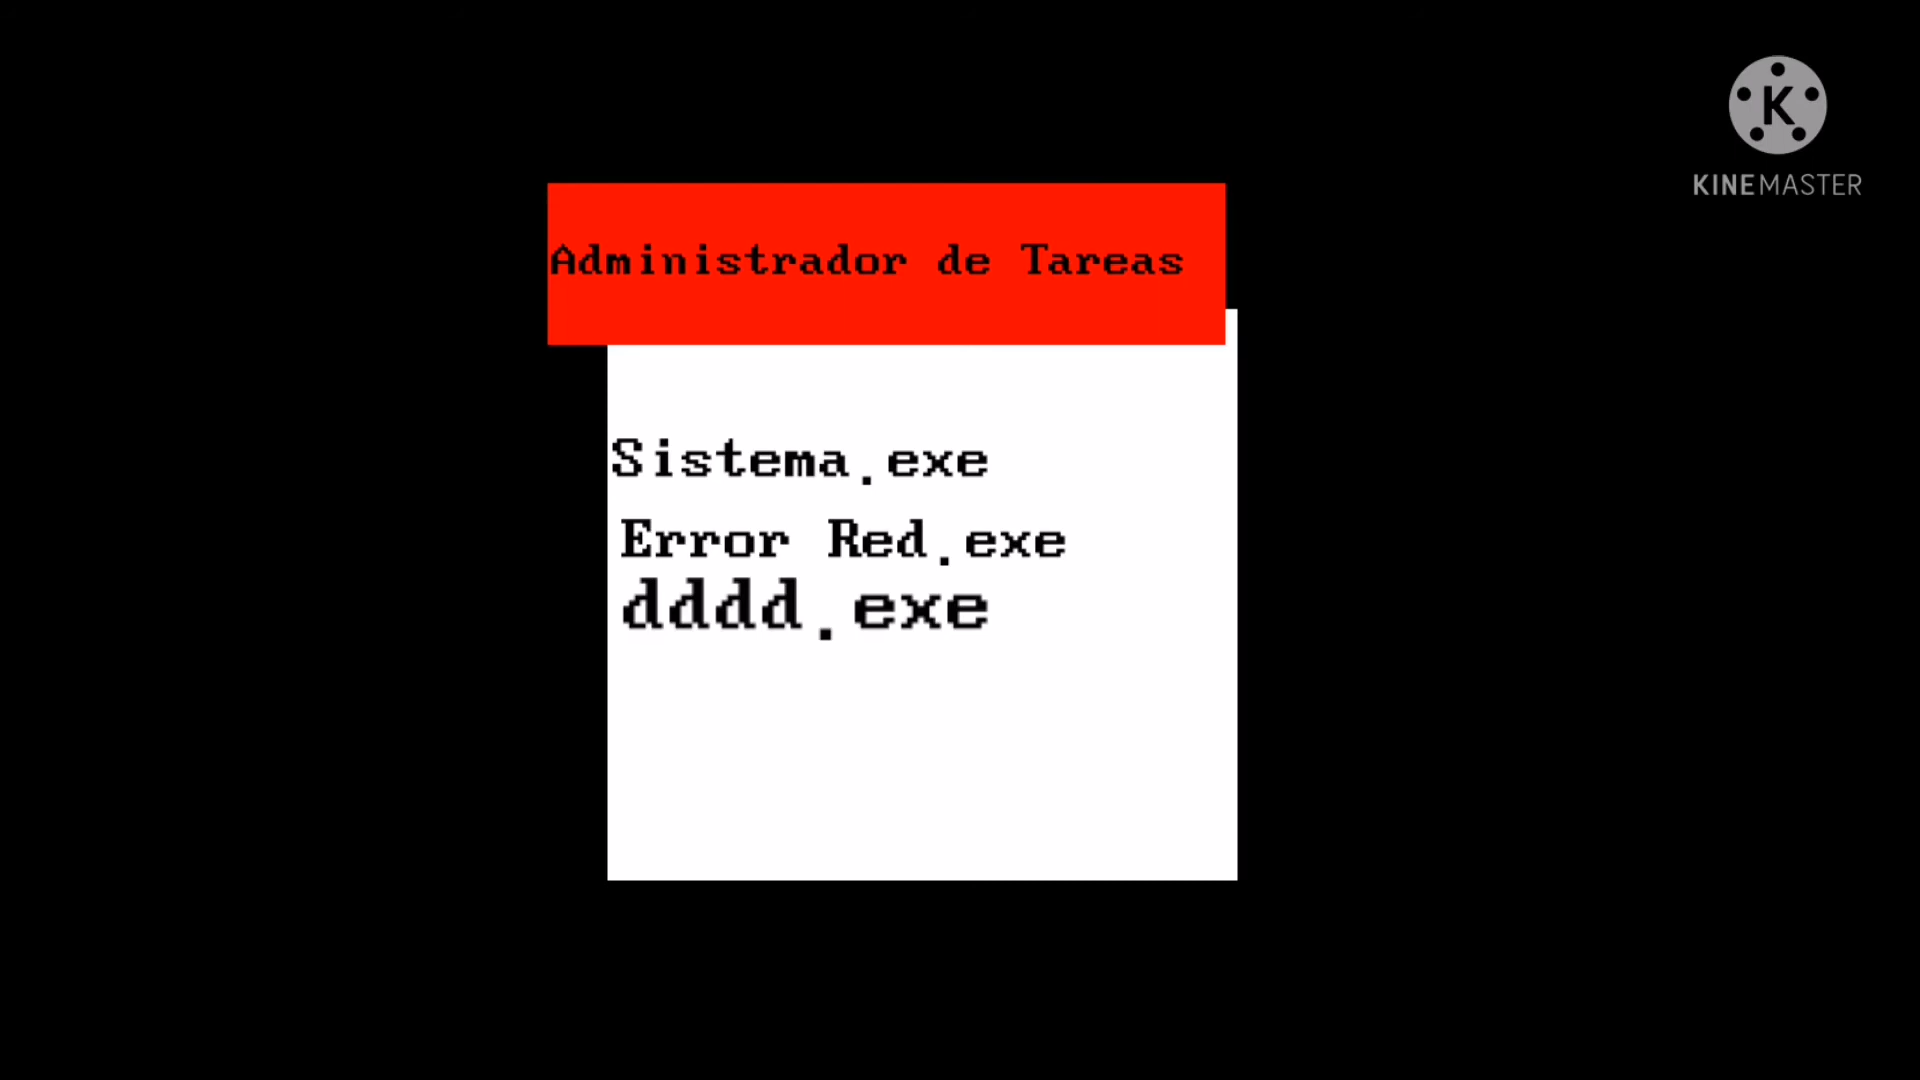 KINEMASTER
Administrador de Tareas
Sistema.exe
Error Red.exe
dddd.exe